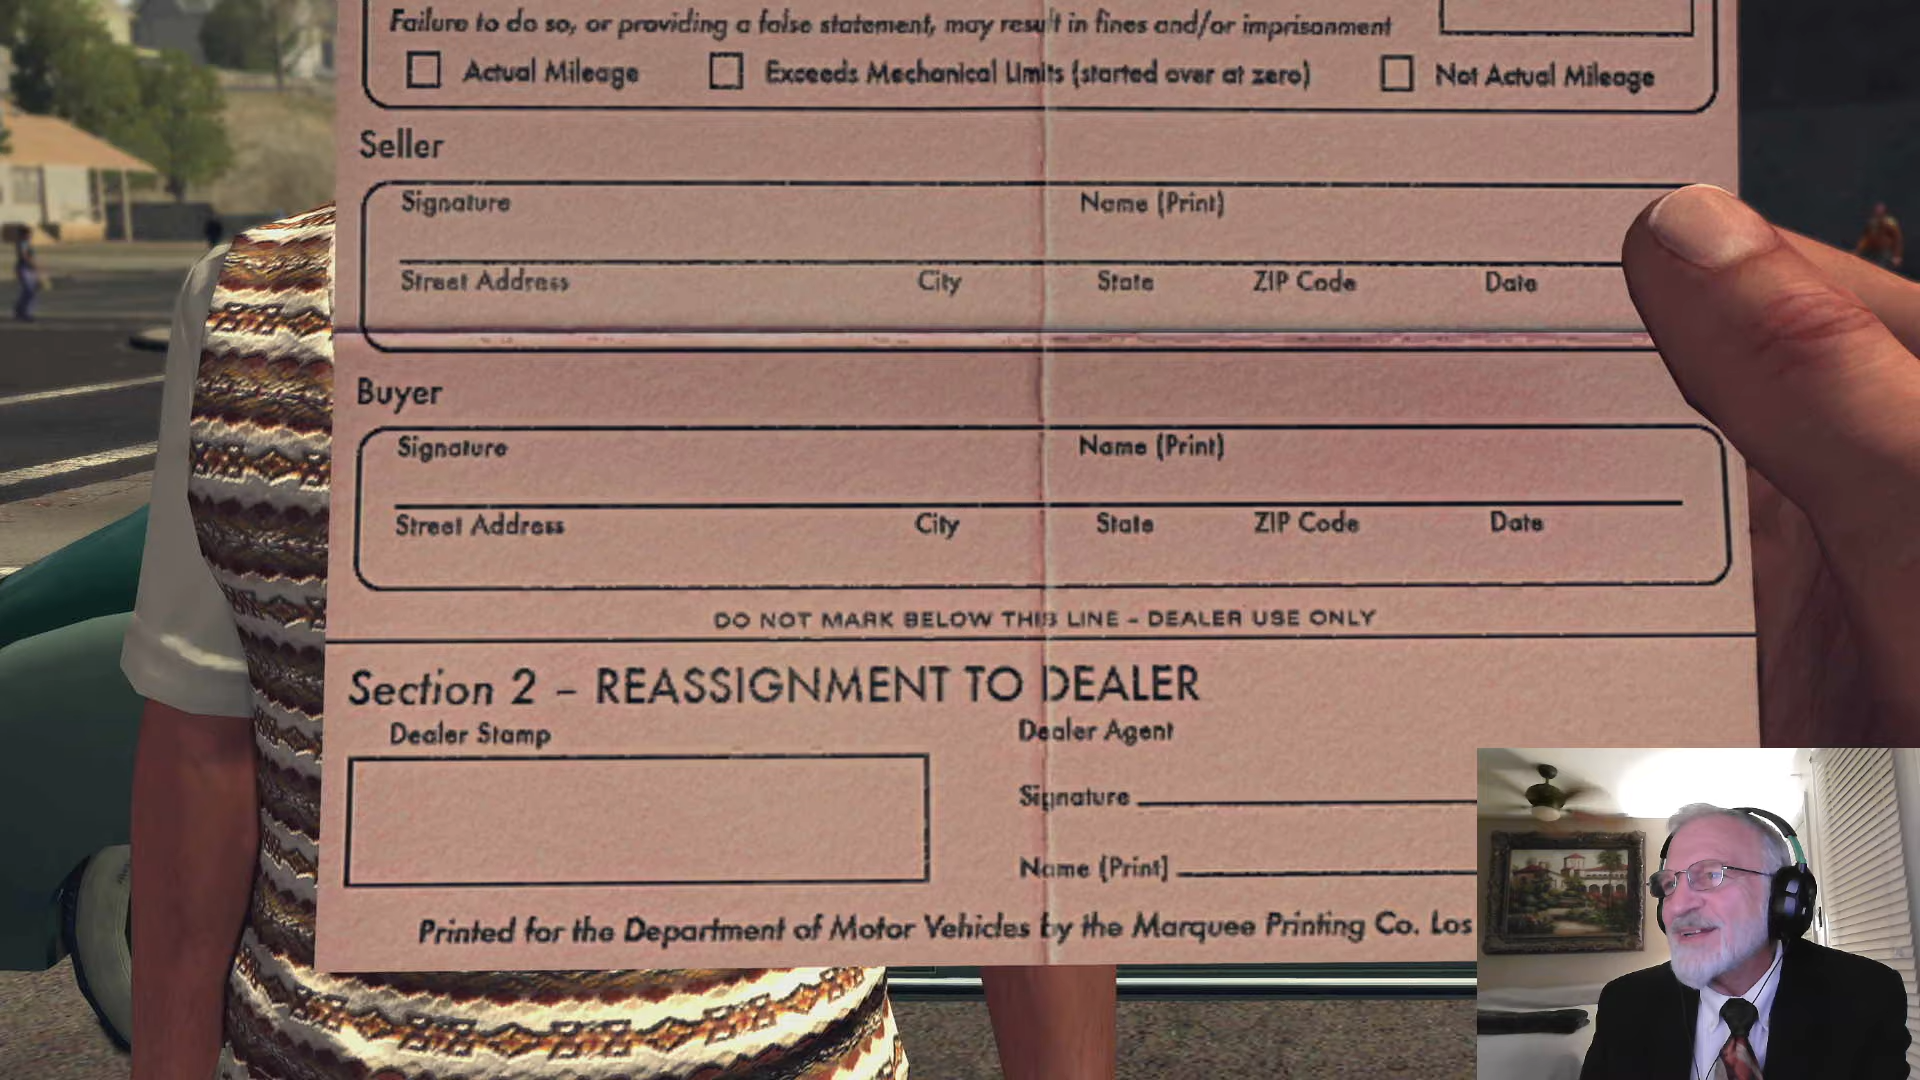 Failure to do so, or providing a false statement, may result in fines and/or imprisonment
Actual Mileage Exceeds Mechanical Limits (started over at zero) Not Actual Mileage
Seller
Signature Name (Print)
Street Address City State ZIP Code Date
Buyer
Signature Name (Print)
Street Address City State ZIP Code Date
DO NOT MARK BELOW THIS LINE - DEALER USE ONLY
Section 2 - REASSIGNMENT TO DEALER
Dealer Stamp Dealer Agent
Signature
Name (Print)
Printed for the Department of Motor Vehicles by the Marquee Printing Co. Los